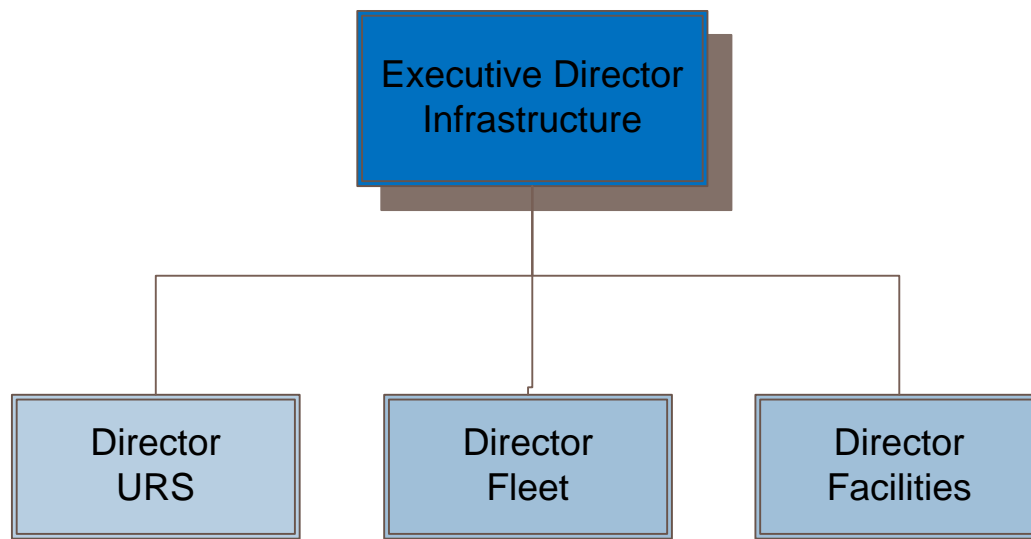 Executive Director
Infrastructure
Director
URS
Director
Fleet
Director
Facilities